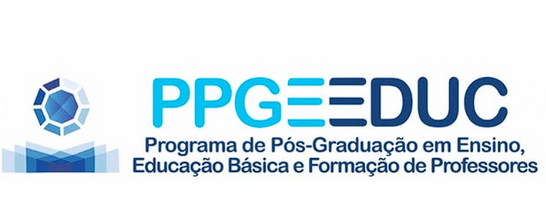 PPGEEDUC
Programa de Pós-Graduação em Ensino,
Educação Básica e Formação de Professores